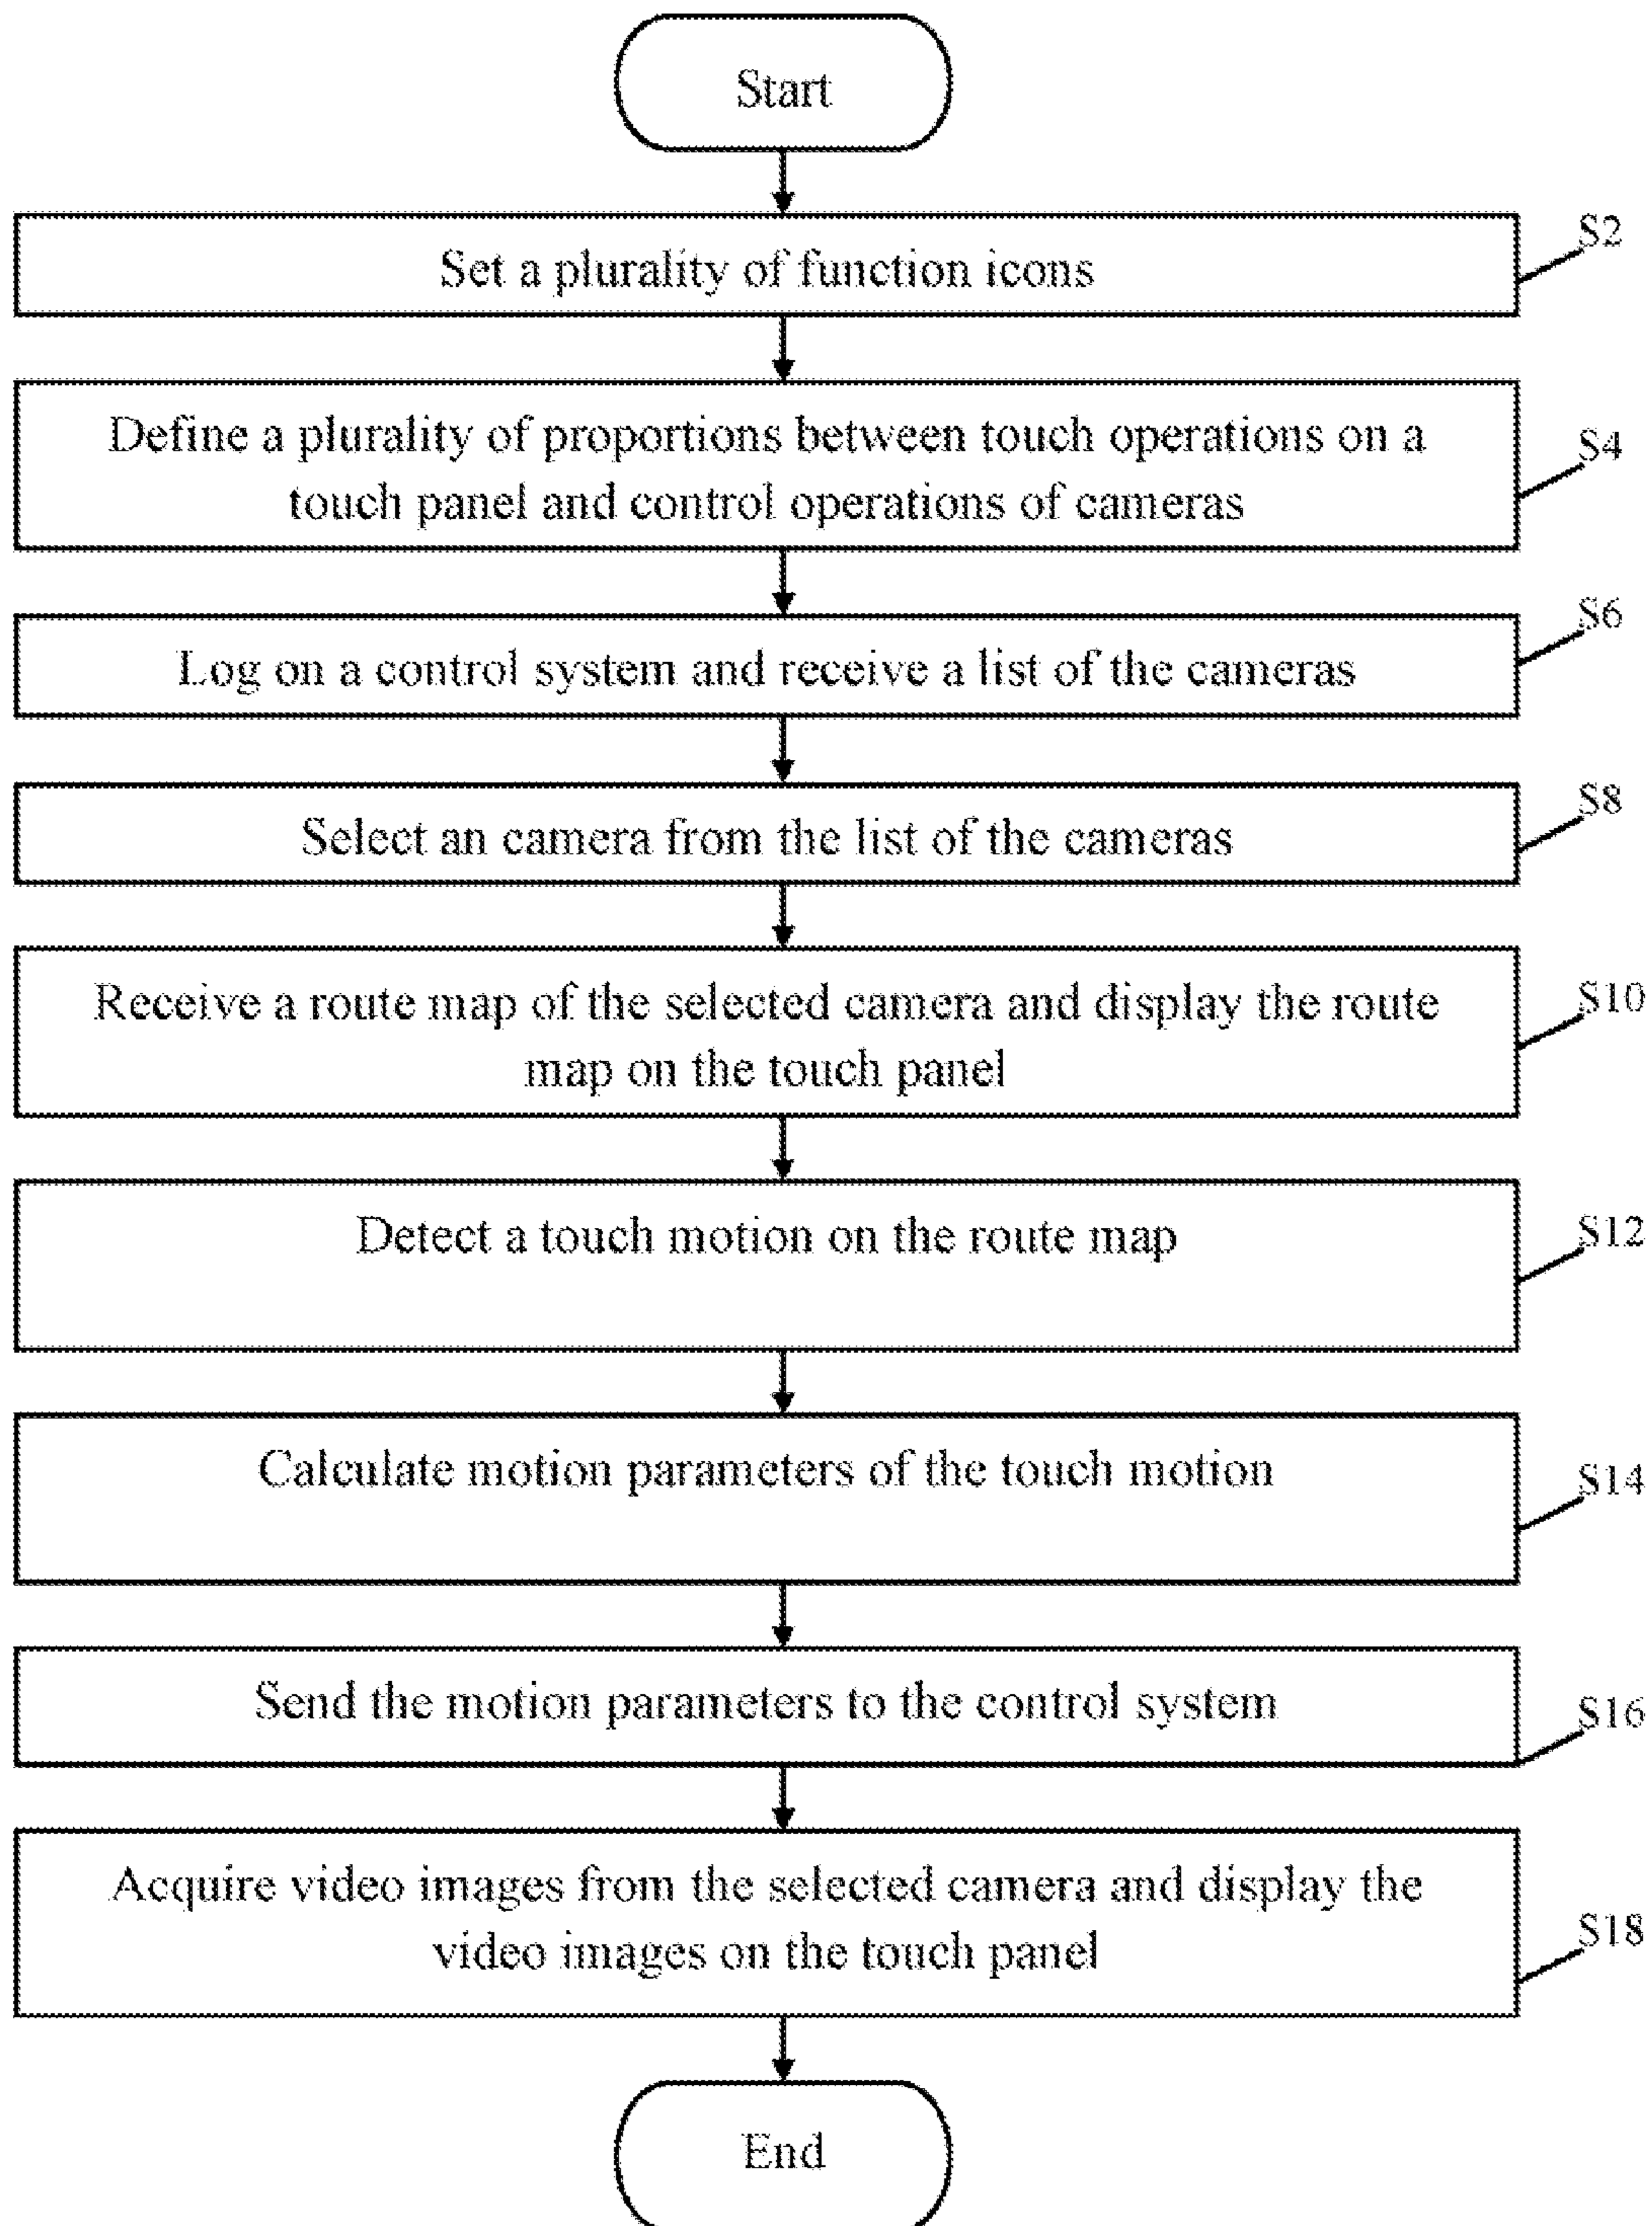 Start
S2
Set a plurality of function icons
Define a plurality of proportions between touch operations on a
S4
touch panel and control operations of cameras
S6
Log on a control system and receive a list of the cameras
S8
Select an camera from the list of the cameras
Receive a route map of the selected camera and display the route
S10
map on the touch panel
Detect a touch motion on the route map
S12
Calculate motion parameters of the touch motion
S14
Send the motion parameters to the control system
S16
Acquire video images from the selected camera and display the
S18
video images on the touch panel
End